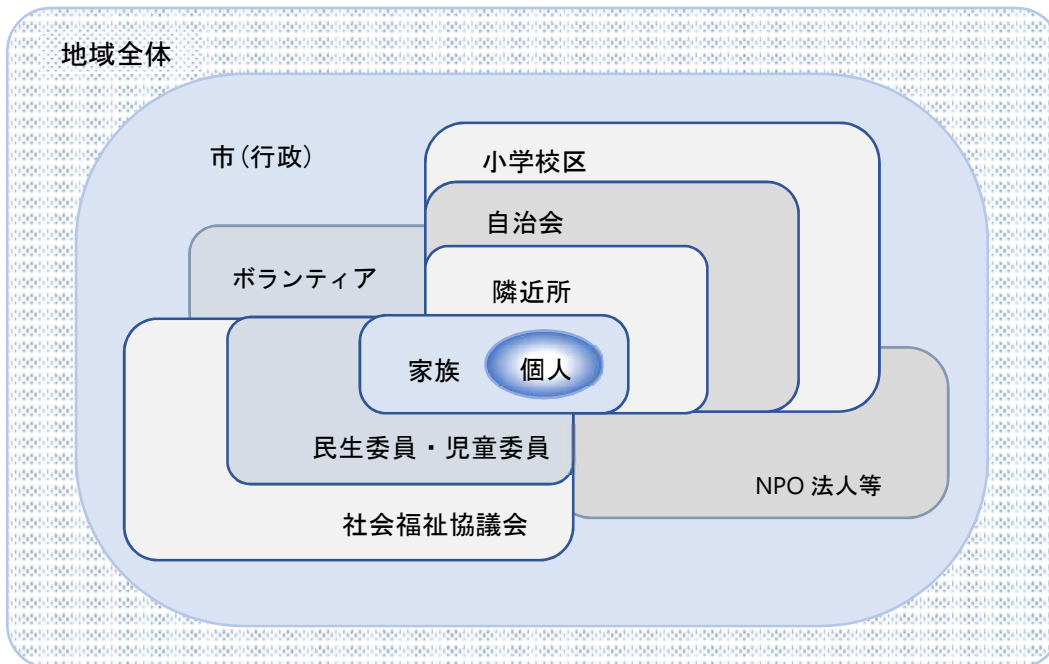 地域全体
市(行政)
小学校区
自治会
ボランティア
隣近所
家族
個人
民生委員・児童委員
NPO 法人等
社会福祉協議会